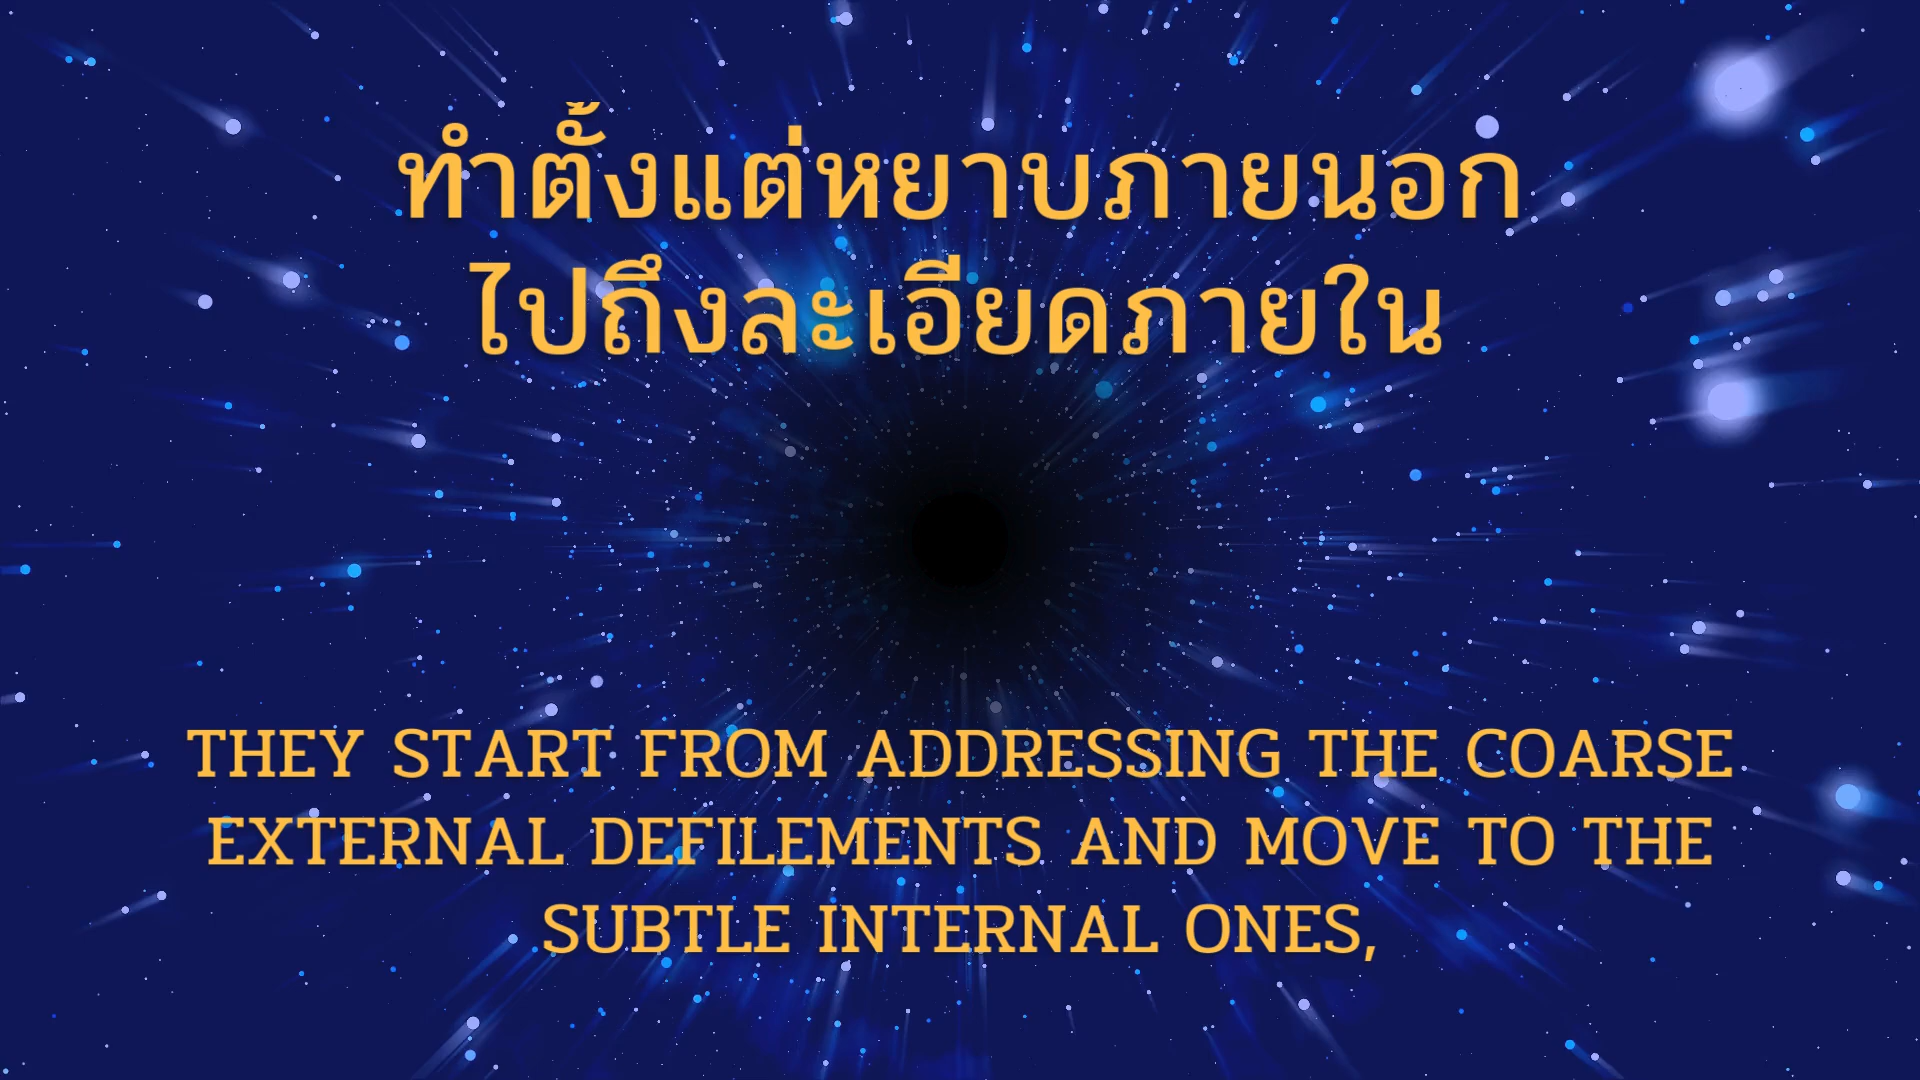 ทำตั้งแต่หยาบภายนอก
ไปถึงละเอียดภายใน
THEY START FROM ADDRESSING THE COARSE
EXTERNAL DEFILEMENTS AND MOVE TO THE
SUBTLE INTERNAL ONES,